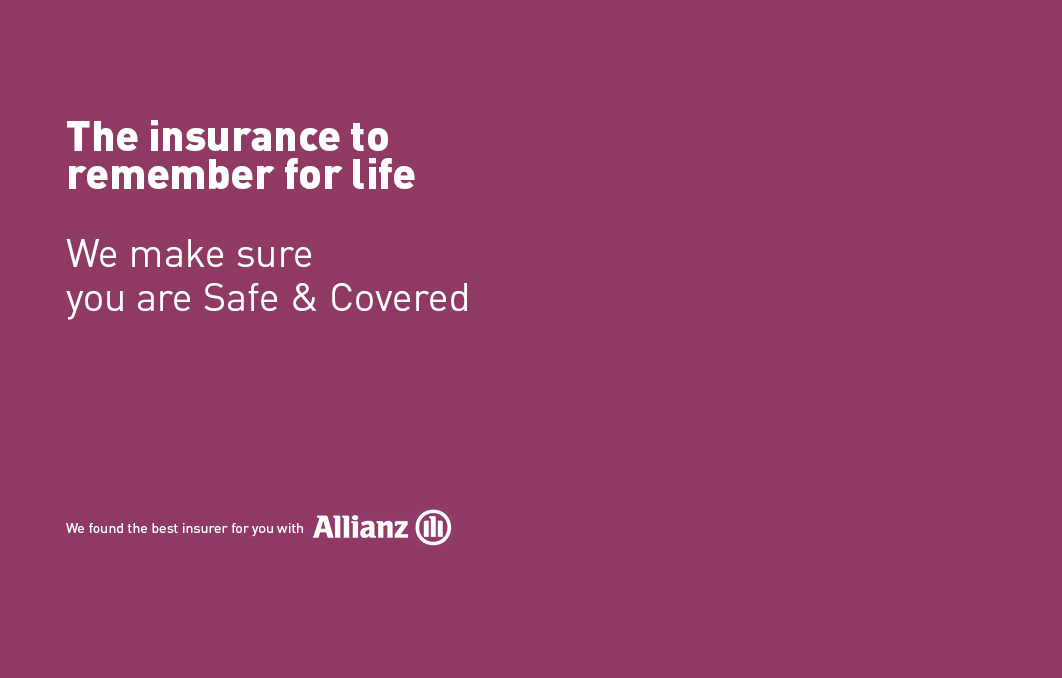 The insurance to
remember for life
We make sure
you are Safe & Covered
We found the best insurer for you with Allianz